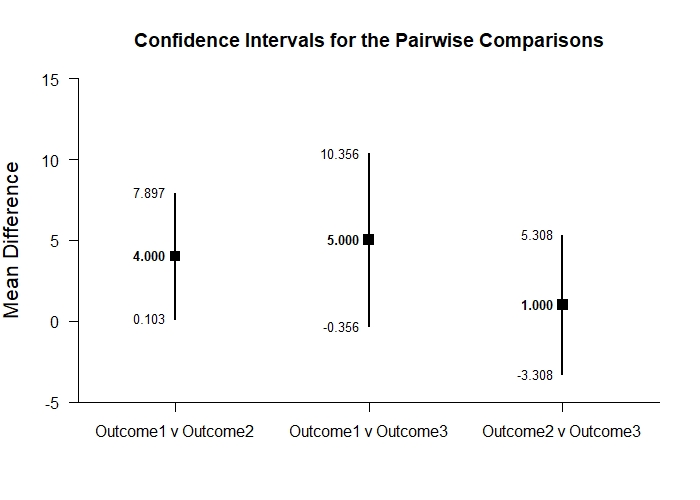 Confidence Intervals for the Pairwise Comparisons
Mean Difference
15
10
5
0
-5
7.897
4.000
0.103
10.356
5.000
-0.356
5.308
1.000
-3.308
Outcome1 v Outcome2
Outcome1 v Outcome3
Outcome2 v Outcome3